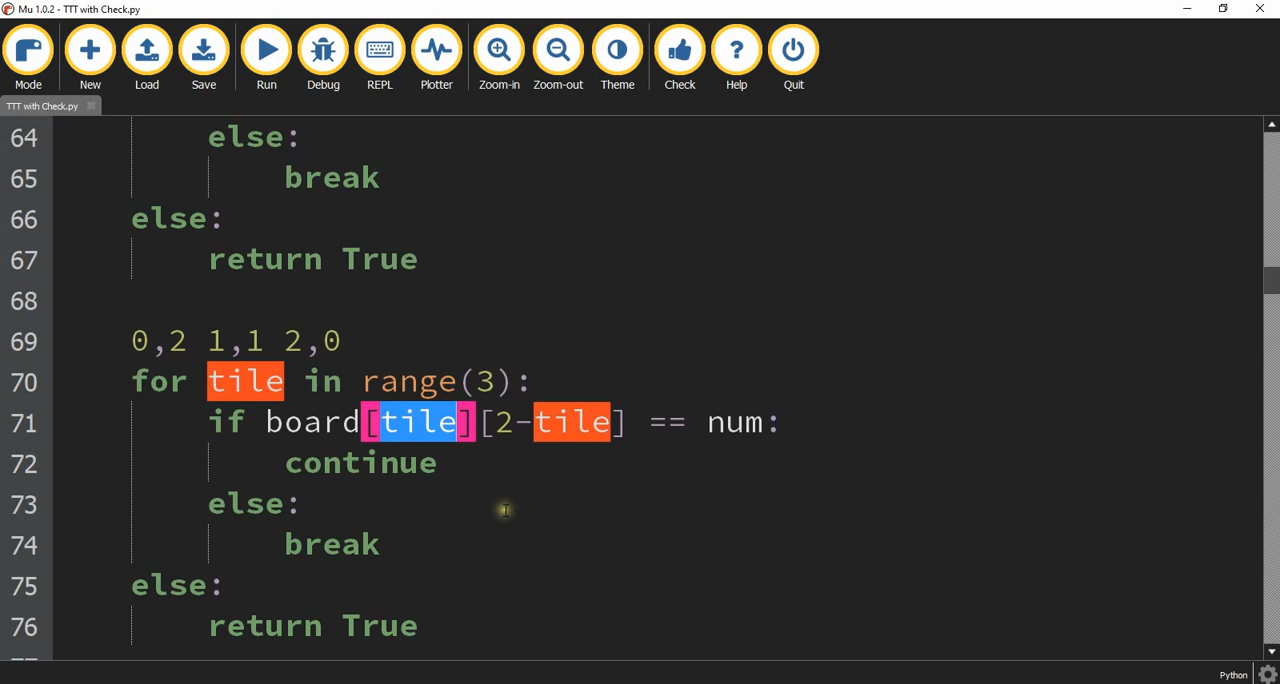 Mu 1.0.2 - TTT with Check.py
Mode New Load Save Run Debug REPL Plotter Zoom-in Zoom-out Theme Check Help Quit
TTT with Check.py
64 else:
65 break
66 else:
67 return True
68
69 0,2 1,1 2,0
70 for tile in range(3):
71 if board[tile][2-tile] == num:
72 continue
73 else:
74 break
75 else:
76 return True
Python